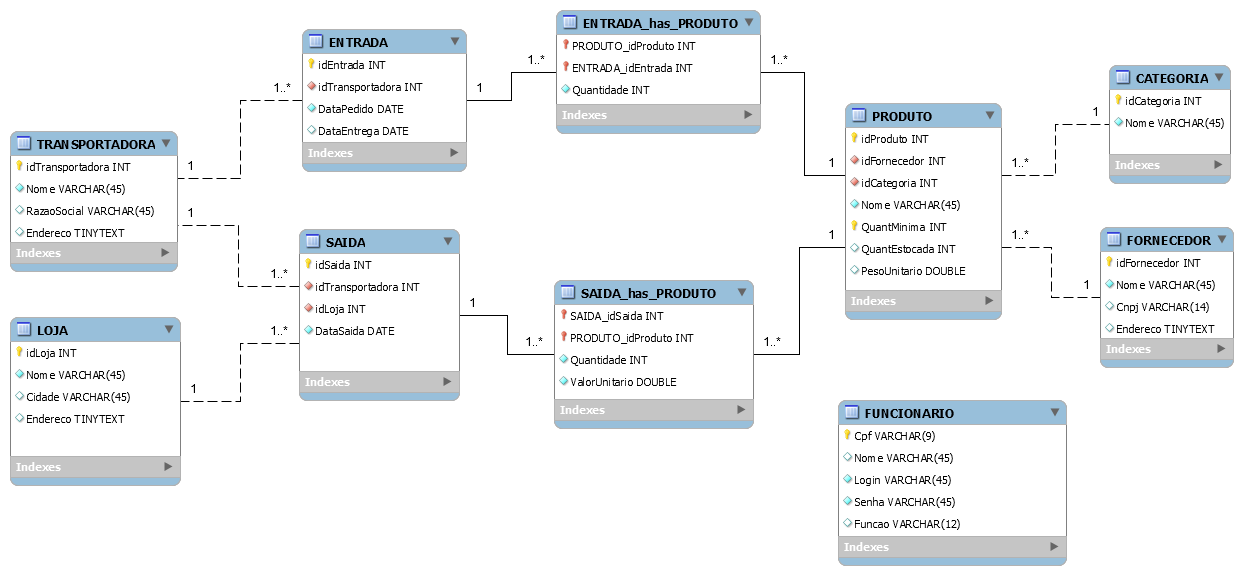 TRANSPORTADORA
idTransportadora INT
Nome VARCHAR(45)
RazaoSocial VARCHAR(45)
Endereco TINYTEXT
Indexes
1
1
1..*
LOJA
idLoja INT
Nome VARCHAR(45)
Cidade VARCHAR(45)
Endereco TINYTEXT
Indexes
1
1..*
1..*
ENTRADA
idEntrada INT
idTransportadora INT
DataPedido DATE
DataEntrega DATE
Indexes
1
1..*
SAIDA
idSaida INT
idTransportadora INT
idLoja INT
DataSaida DATE
Indexes
1
1..*
ENTRADA_has_PRODUTO
PRODUTO_idProduto INT
ENTRADA_idEntrada INT
Quantidade INT
Indexes
1..*
1
SAIDA_has_PRODUTO
SAIDA_idSaida INT
PRODUTO_idProduto INT
Quantidade INT
ValorUnitario DOUBLE
Indexes
1..*
1
PRODUTO
idProduto INT
idFornecedor INT
idCategoria INT
Nome VARCHAR(45)
QuantMinima INT
QuantEstocada INT
PesoUnitario DOUBLE
Indexes
1..*
1
1..*
1
CATEGORIA
idCategoria INT
Nome VARCHAR(45)
Indexes
FORNECEDOR
idFornecedor INT
Nome VARCHAR(45)
Cnpj VARCHAR(14)
Endereco TINYTEXT
Indexes
FUNCIONARIO
Cpf VARCHAR(9)
Nome VARCHAR(45)
Login VARCHAR(45)
Senha VARCHAR(45)
Funcao VARCHAR(12)
Indexes